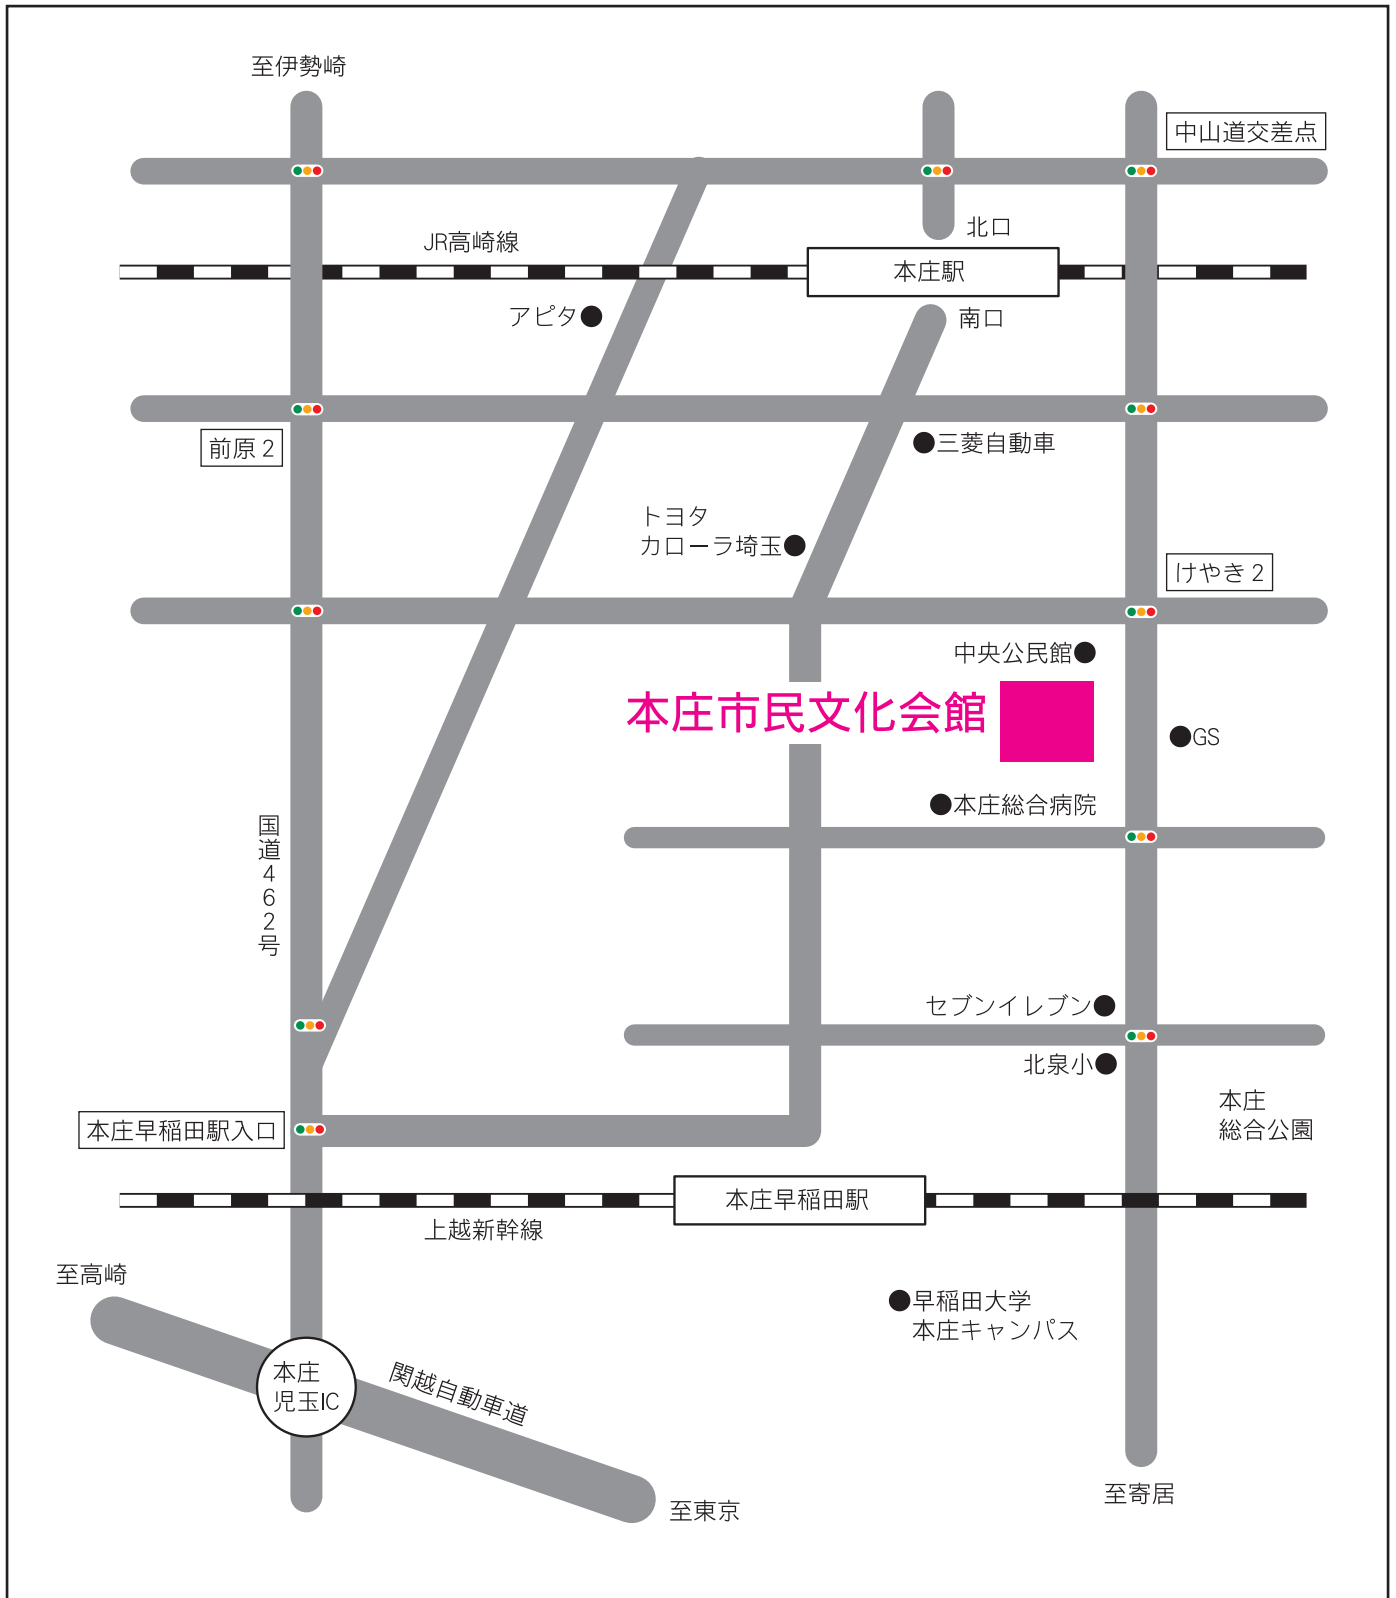 至伊勢崎
中山道交差点
北口
JR高崎線
本庄駅
アピタ
南口
前原2
三菱自動車
トヨタ
カローラ埼玉
けやき2
中央公民館
本庄市民文化会館
GS
本庄総合病院
国道462号
セブンイレブン
北泉小
本庄
総合公園
本庄早稲田駅入口
本庄早稲田駅
上越新幹線
至高崎
早稲田大学
本庄キャンパス
本庄
児玉IC
関越自動車道
至寄居
至東京